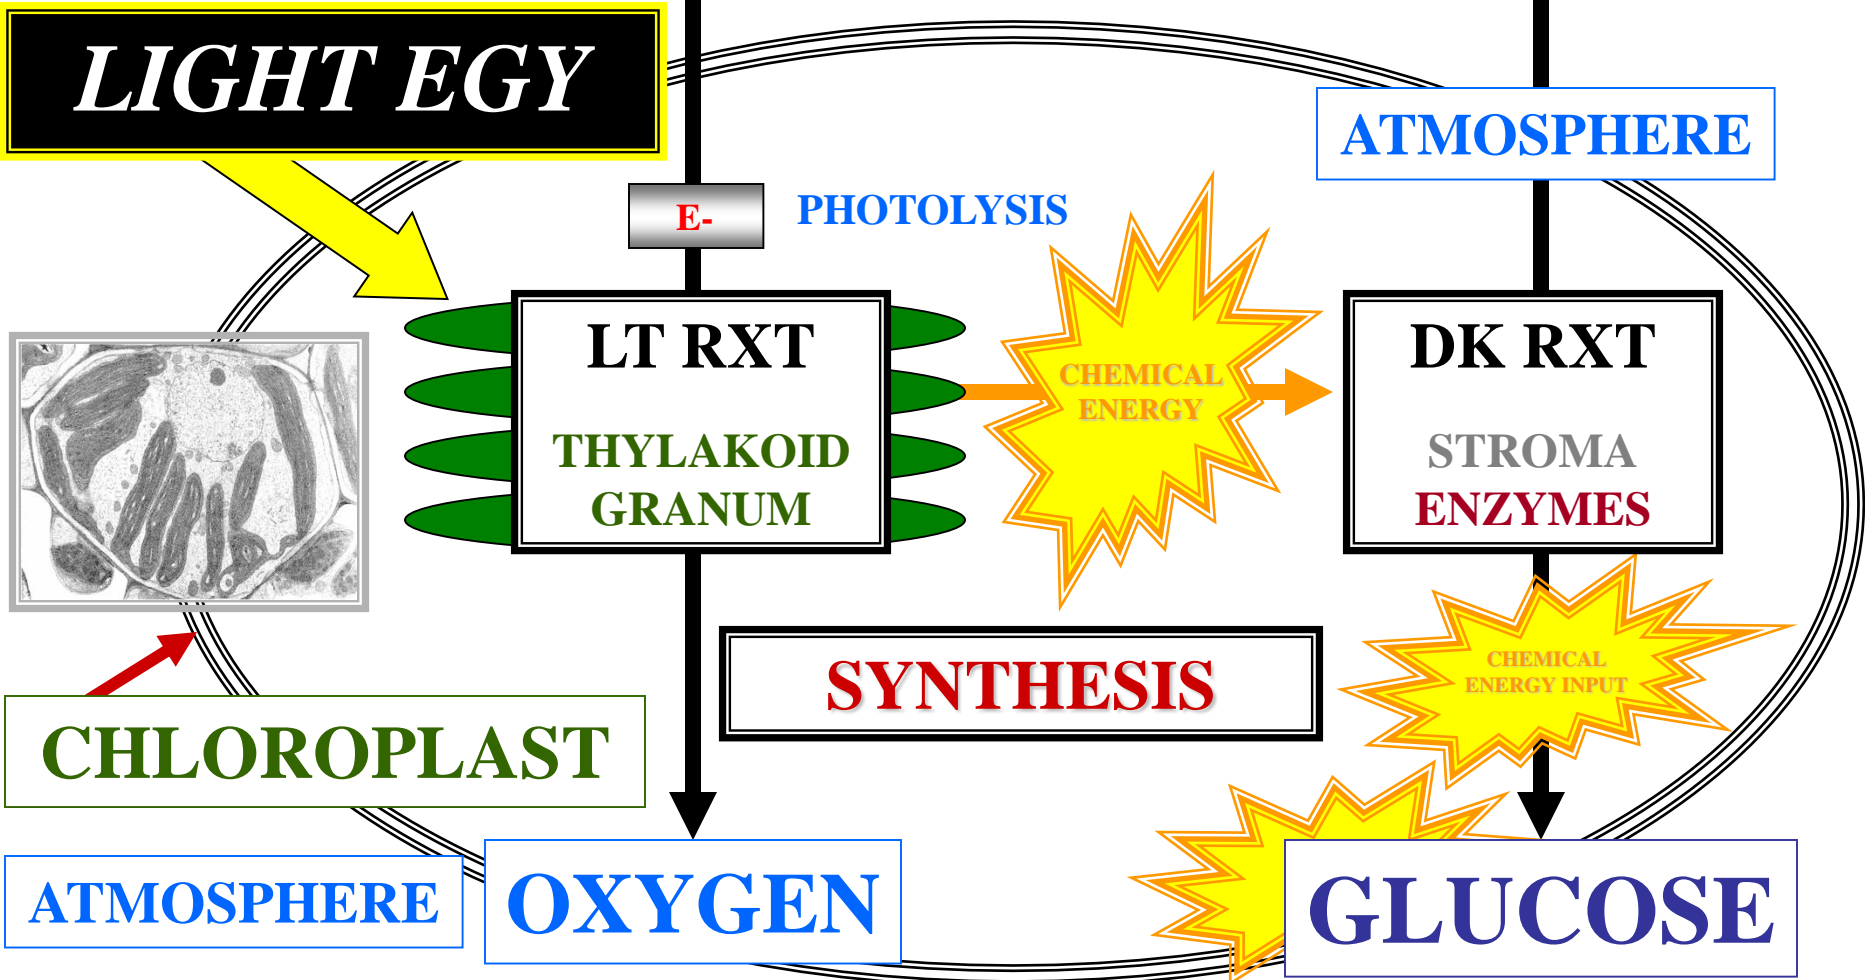 LIGHT EGY
ATMOSPHERE
E-
PHOTOLYSIS
LT RXT
THYLAKOID
GRANUM
CHEMICAL
ENERGY
DK RXT
STROMA
ENZYMES
SYNTHESIS
CHEMICAL
ENERGY INPUT
CHLOROPLAST
ATMOSPHERE
OXYGEN
GLUCOSE